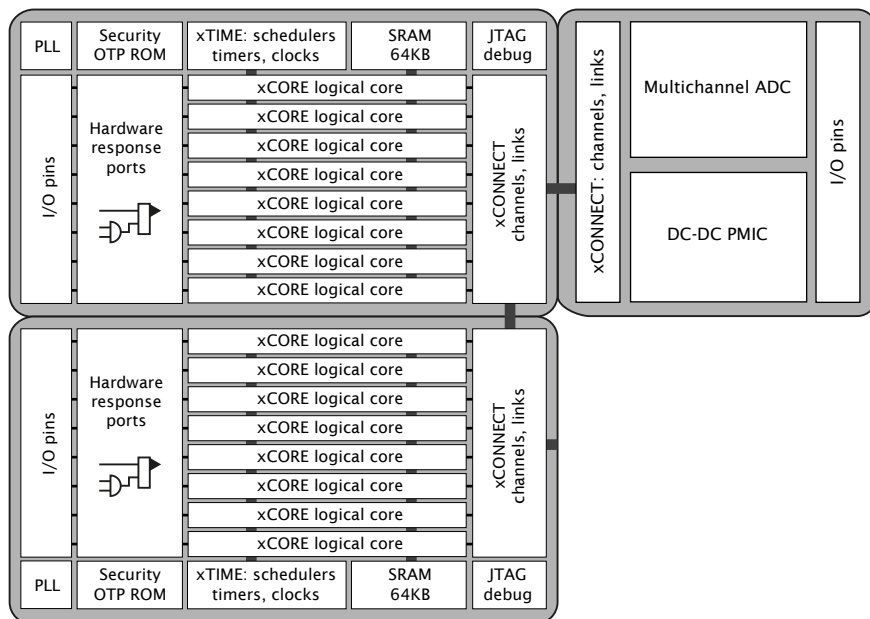 PLL
Security
OTP ROM
xTIME: schedulers
timers, clocks
SRAM
64KB
JTAG
debug
I/O pins
Hardware
response
ports
xCORE logical core
xCORE logical core
xCORE logical core
xCORE logical core
xCORE logical core
xCORE logical core
xCORE logical core
xCORE logical core
xCONNECT
channels, links
xCONNECT: channels, links
Multichannel ADC
DC-DC PMIC
I/O pins
I/O pins
Hardware
response
ports
xCORE logical core
xCORE logical core
xCORE logical core
xCORE logical core
xCORE logical core
xCORE logical core
xCORE logical core
xCORE logical core
xCONNECT
channels, links
PLL
Security
OTP ROM
xTIME: schedulers
timers, clocks
SRAM
64KB
JTAG
debug